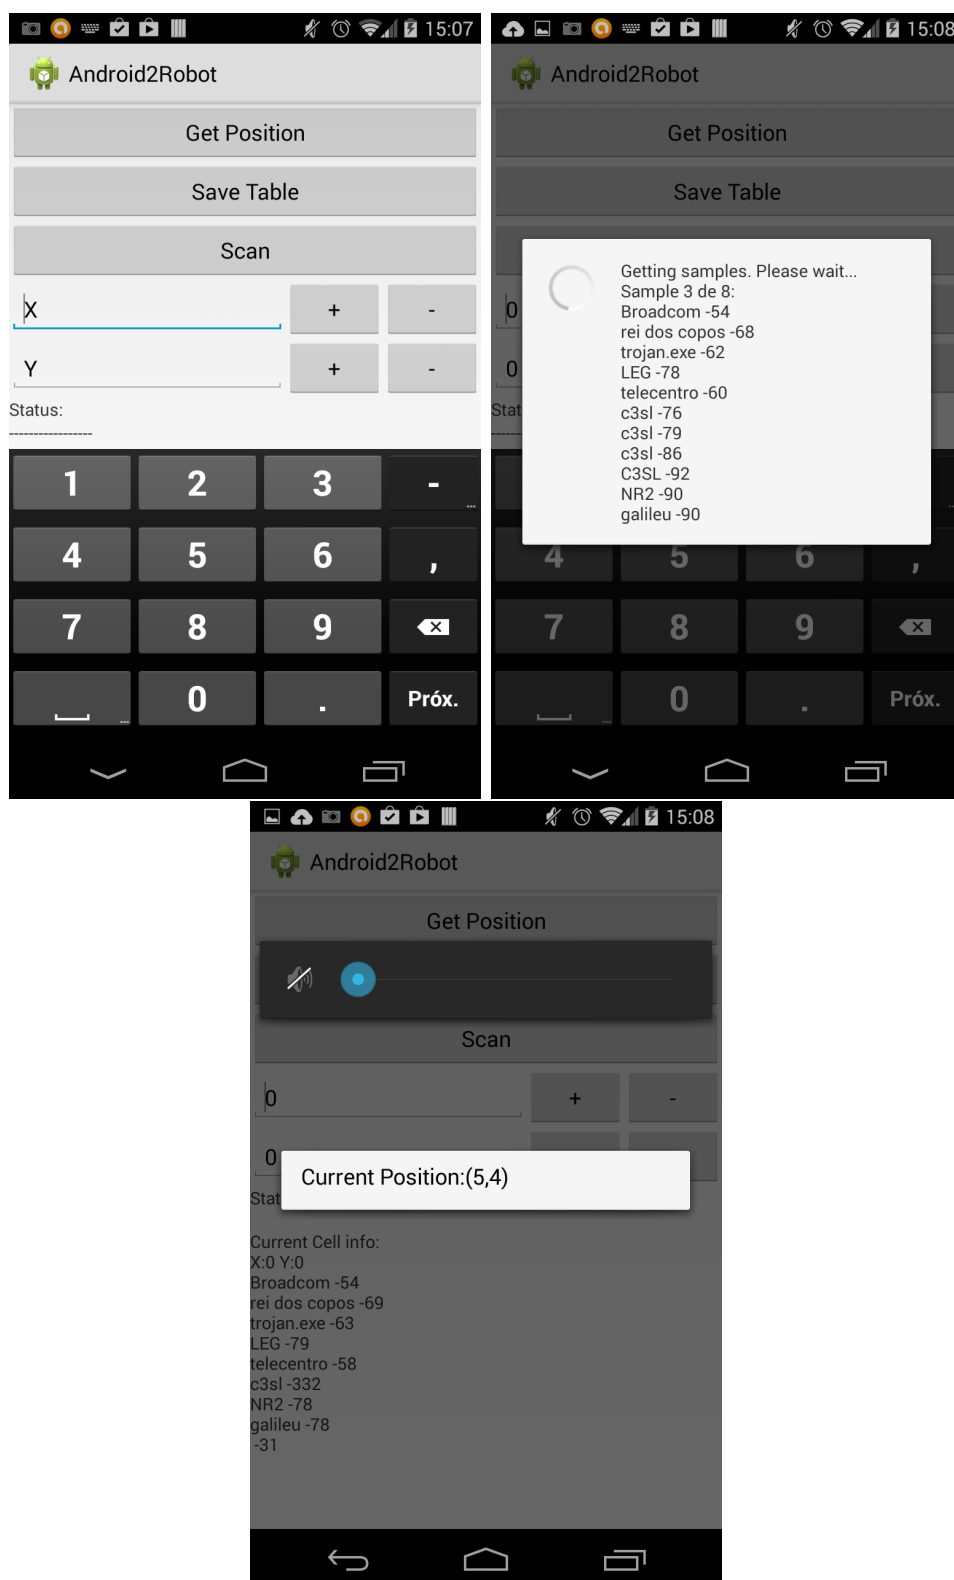 15:07
Android2Robot
Get Position
Save Table
Scan
X + -
Y + -
Status:
-----------------
1 2 3 -
4 5 6 ,
7 8 9
0 . Próx.
15:08
Android2Robot
Get Position
Save Table
0
0
Stat
Getting samples. Please wait...
Sample 3 de 8:
Broadcom -54
rei dos copos -68
trojan.exe -62
LEG -78
telecentro -60
c3sl -76
c3sl -79
c3sl -86
C3SL -92
NR2 -90
galileu -90
4 5 6 ,
7 8 9
0 . Próx.
15:08
Android2Robot
Get Position
Scan
0 + -
0
Current Position:(5,4)
Stat
Current Cell info:
X:0 Y:0
Broadcom -54
rei dos copos -69
trojan.exe -63
LEG -79
telecentro -58
c3sl -332
NR2 -78
galileu -78
-31